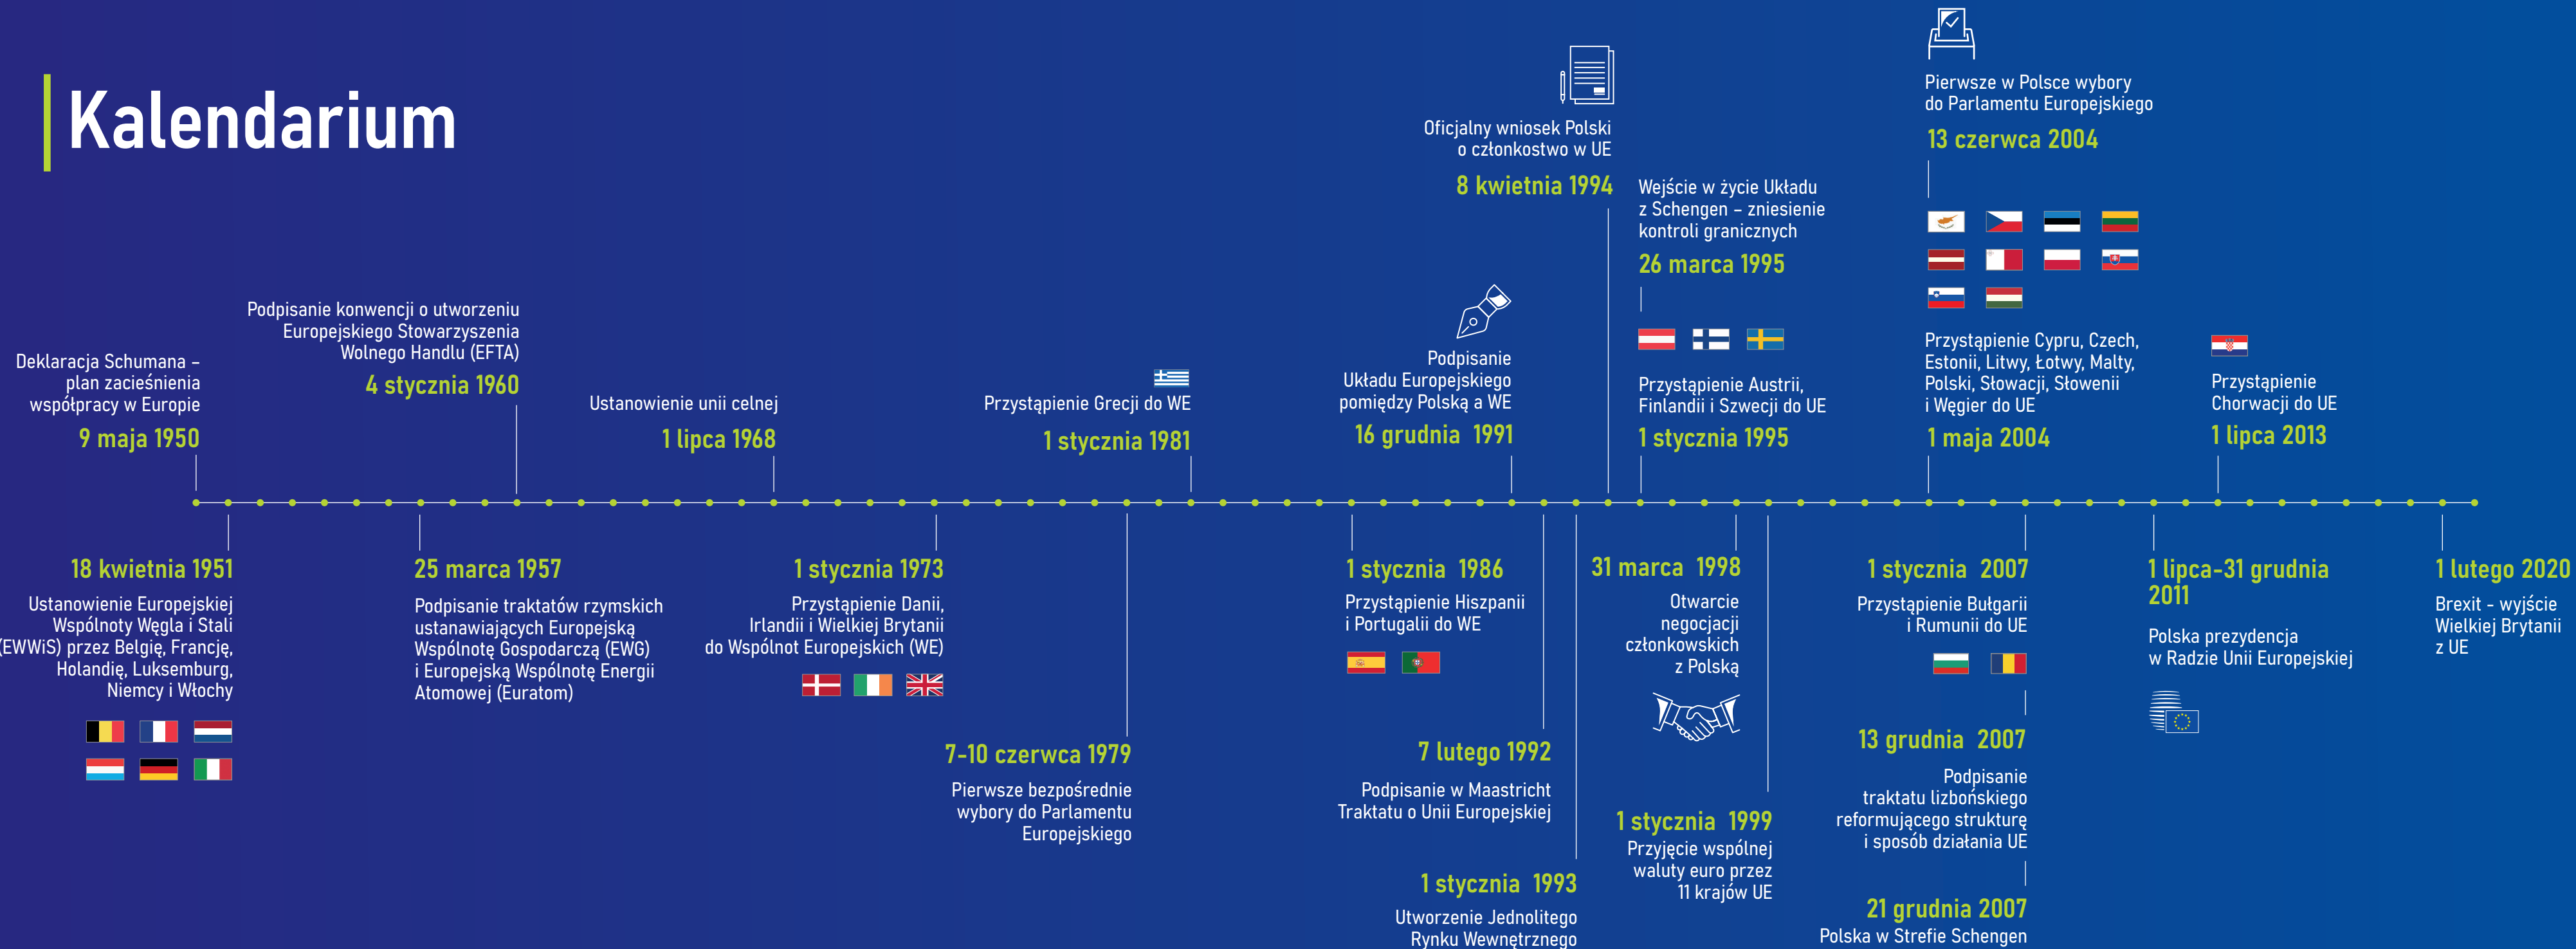 Kalendarium
Deklaracja Schumana –
plan zacieśnienia
współpracy w Europie
9 maja 1950
18 kwietnia 1951
Ustanowienie Europejskiej
Wspólnoty Węgla i Stali
(EWWiS) przez Belgię, Francję,
Holandię, Luksemburg,
Niemcy i Włochy
Podpisanie konwencji o utworzeniu
Europejskiego Stowarzyszenia
Wolnego Handlu (EFTA)
4 stycznia 1960
25 marca 1957
Podpisanie traktatów rzymskich
ustanawiających Europejską
Wspólnotę Gospodarczą (EWG)
i Europejską Wspólnotę Energii
Atomowej (Euratom)
Ustanowienie unii celnej
1 lipca 1968
1 stycznia 1973
Przystąpienie Danii,
Irlandii i Wielkiej Brytanii
do Wspólnot Europejskich (WE)
7-10 czerwca 1979
Pierwsze bezpośrednie
wybory do Parlamentu
Europejskiego
Przystąpienie Grecji do WE
1 stycznia 1981
1 stycznia 1986
Przystąpienie Hiszpanii
i Portugalii do WE
Podpisanie
Układu Europejskiego
pomiędzy Polską a WE
16 grudnia 1991
7 lutego 1992
Podpisanie w Maastricht
Traktatu o Unii Europejskiej
1 stycznia 1993
Utworzenie Jednolitego
Rynku Wewnętrznego
Oficjalny wniosek Polski
o członkostwo w UE
8 kwietnia 1994
Wejście w życie Układu
z Schengen – zniesienie
kontroli granicznych
26 marca 1995
Przystąpienie Austrii,
Finlandii i Szwecji do UE
1 stycznia 1995
31 marca 1998
Otwarcie
negocjacji
członkowskich
z Polską
1 stycznia 1999
Przyjęcie wspólnej
waluty euro przez
11 krajów UE
Pierwsze w Polsce wybory
do Parlamentu Europejskiego
13 czerwca 2004
Przystąpienie Cypru, Czech,
Estonii, Litwy, Łotwy, Malty,
Polski, Słowacji, Słowenii
i Węgier do UE
1 maja 2004
1 stycznia 2007
Przystąpienie Bułgarii
i Rumunii do UE
13 grudnia 2007
Podpisanie
traktatu lizbońskiego
reformującego strukturę
i sposób działania UE
21 grudnia 2007
Polska w Strefie Schengen
1 lipca-31 grudnia
2011
Polska prezydencja
w Radzie Unii Europejskiej
Przystąpienie
Chorwacji do UE
1 lipca 2013
1 lutego 2020
Brexit - wyjście
Wielkiej Brytanii
z UE